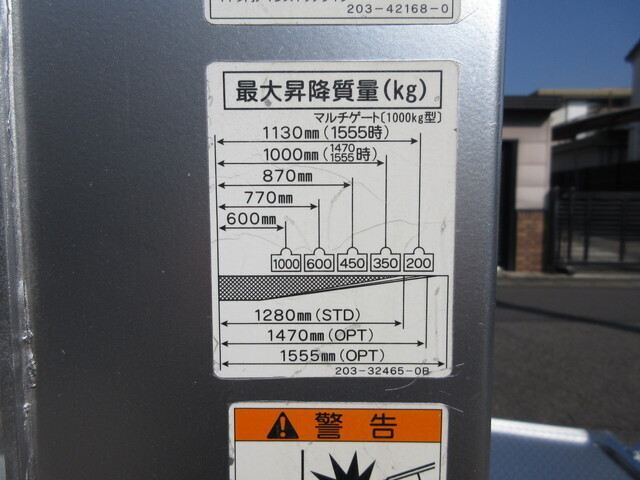 203-42168-0
最大昇降質量(kg)
マルチゲート〔1000kg型〕
1130mm(1555時)
1000mm(1470 1555時)
870mm
770mm
600mm
1000 600 450 350 200
1280mm(STD)
1470mm(OPT)
1555mm(OPT)
203-32465-0B
警告